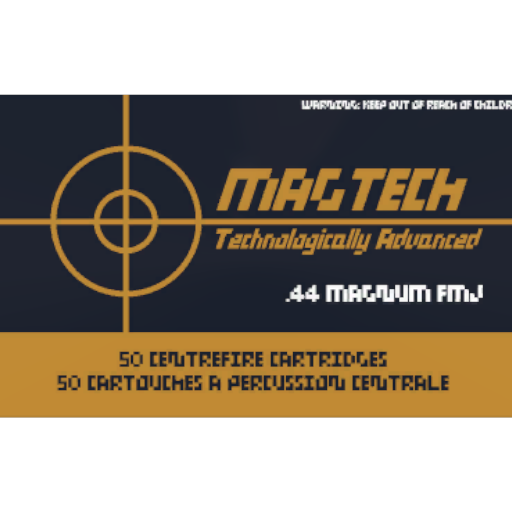 WARNING: KEEP OUT OF REACH OF CHILDR
MAGTECH
Technologically Advanced
.44 MAGNUM FMJ
50 CENTREFIRE CARTRIDGES
50 CARTOUCHES A PERCUSSION CENTRALE